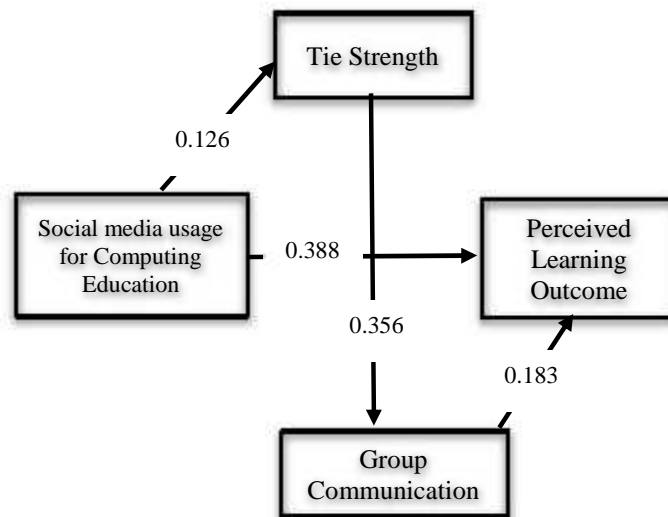 Tie Strength
0.126
Social media usage
for Computing
Education
0.388
Perceived
Learning
Outcome
0.356
0.183
Group
Communication